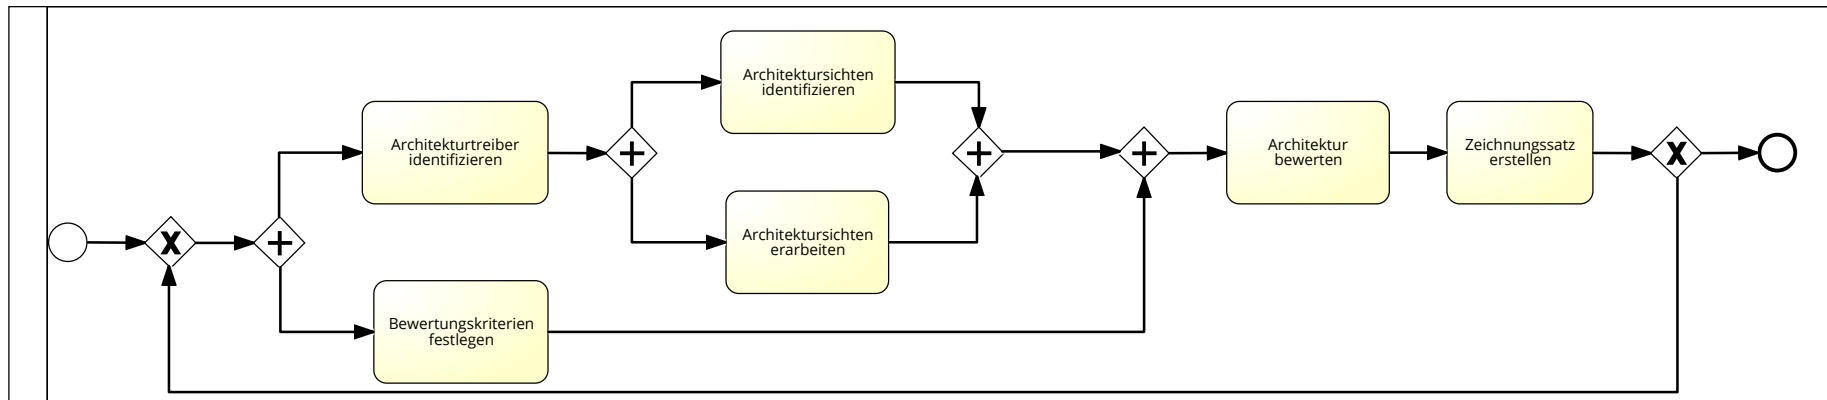 Architektursichten
identifizieren
Architekturtreiber
identifizieren
Architektur
bewerten
Zeichnungssatz
erstellen
Architektursichten
erarbeiten
Bewertungskriterien
festlegen